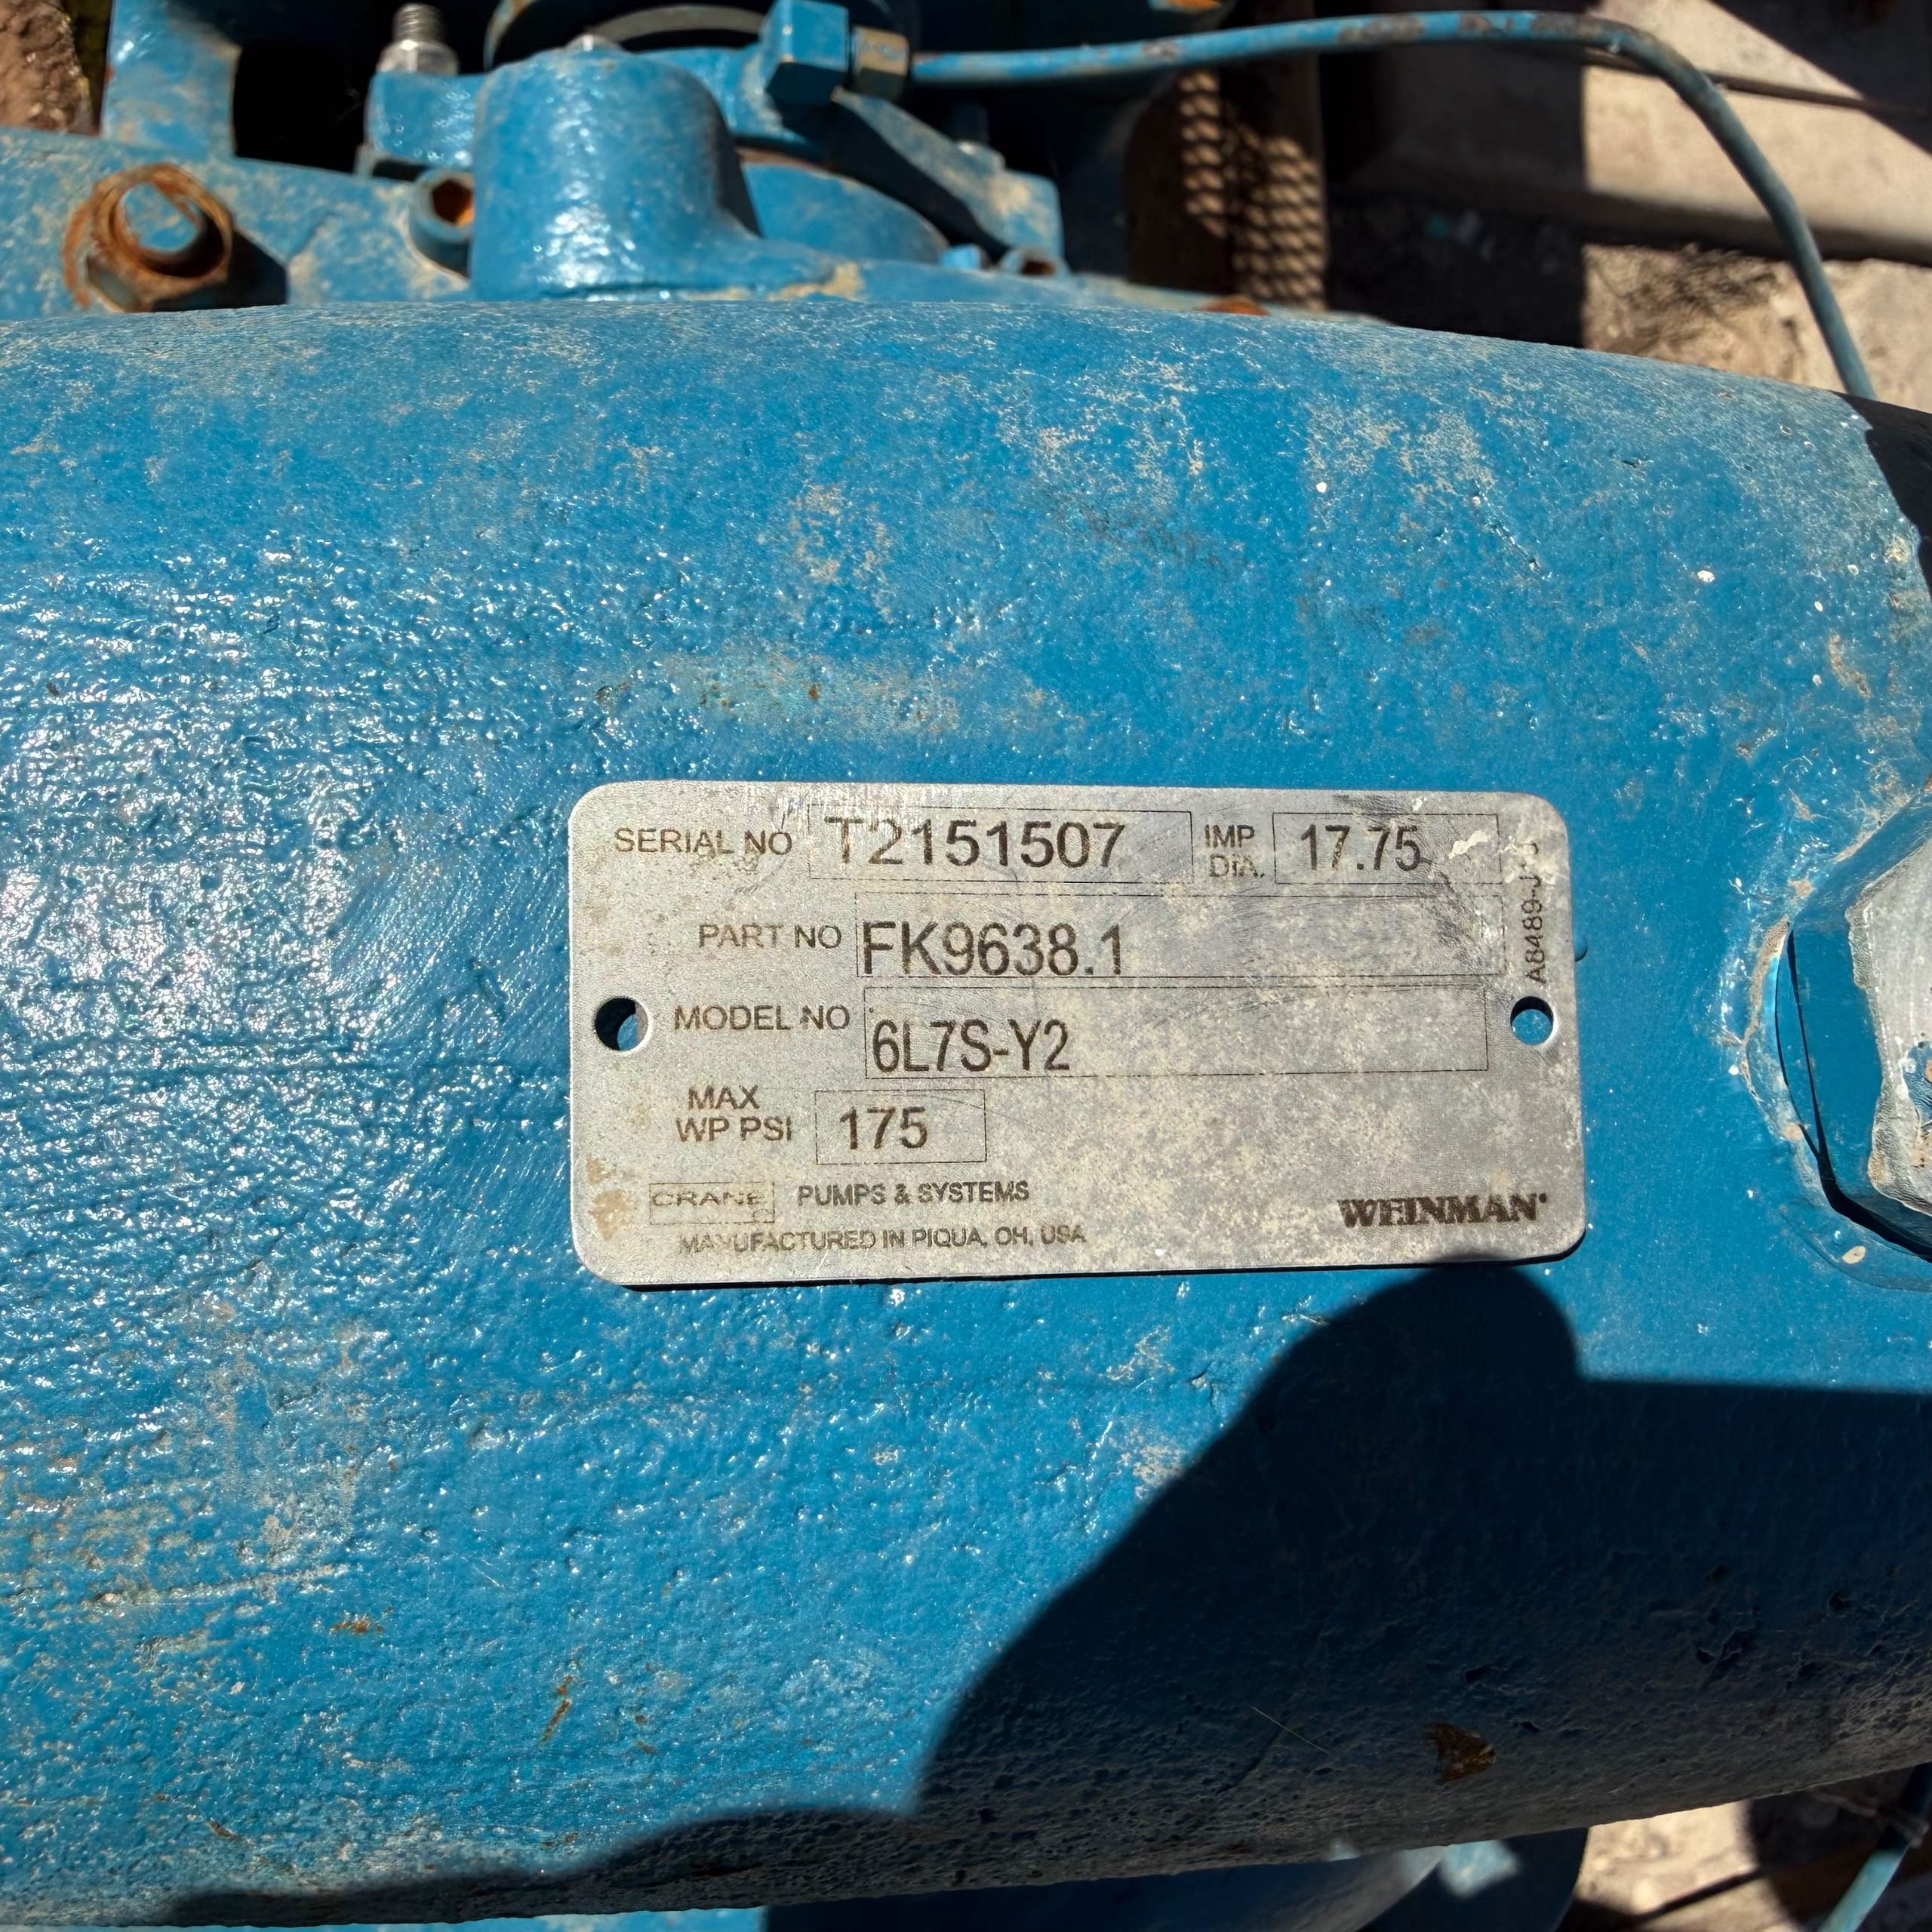 SERIAL NO T2151507 IMP DIA. 17.75
PART NO FK9638.1
MODEL NO 6L7S-Y2
MAX WP PSI 175
CRANE PUMPS & SYSTEMS
MANUFACTURED IN PIQUA, OH, USA
WEINMAN®